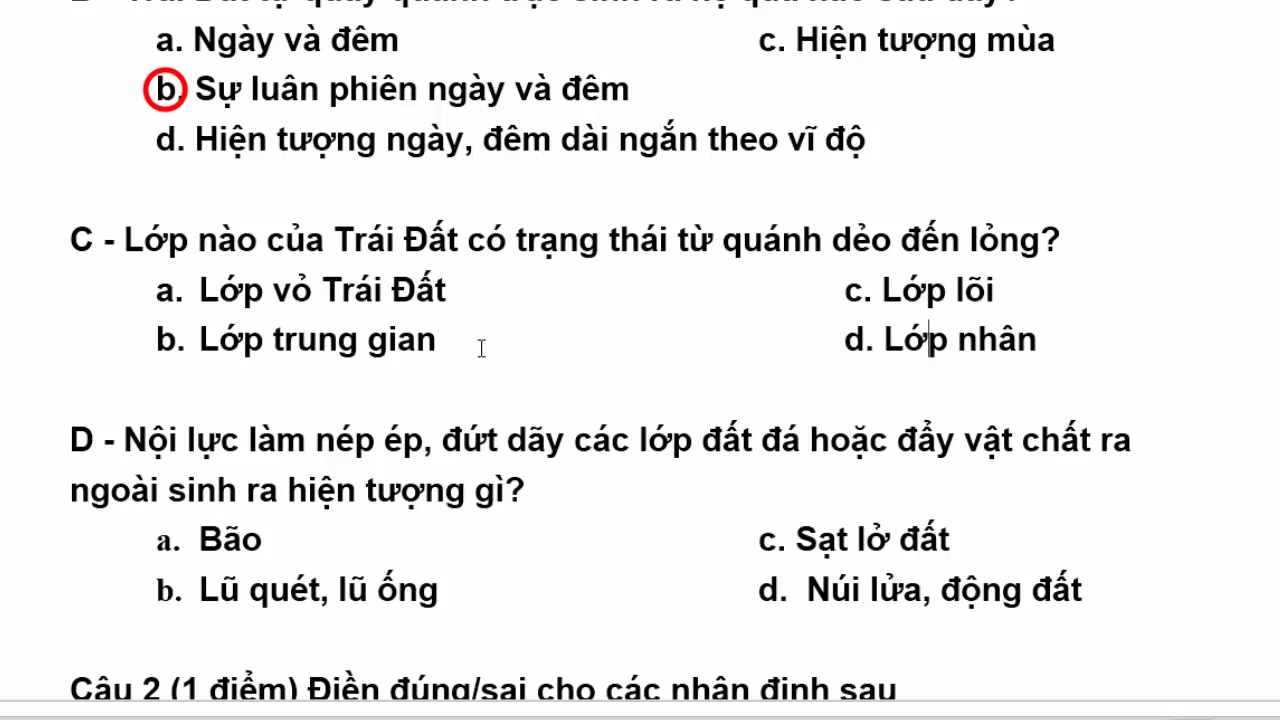 a. Ngày và đêm c. Hiện tượng mùa
b. Sự luân phiên ngày và đêm
d. Hiện tượng ngày, đêm dài ngắn theo vĩ độ
C - Lớp nào của Trái Đất có trạng thái từ quánh dẻo đến lỏng?
a. Lớp vỏ Trái Đất c. Lớp lõi
b. Lớp trung gian d. Lớp nhân
D - Nội lực làm nép ép, đứt dãy các lớp đất đá hoặc đẩy vật chất ra
ngoài sinh ra hiện tượng gì?
a. Bão c. Sạt lở đất
b. Lũ quét, lũ ống d. Núi lửa, động đất
Câu 2 (1 điểm) Điền đúng/sai cho các nhận định sau